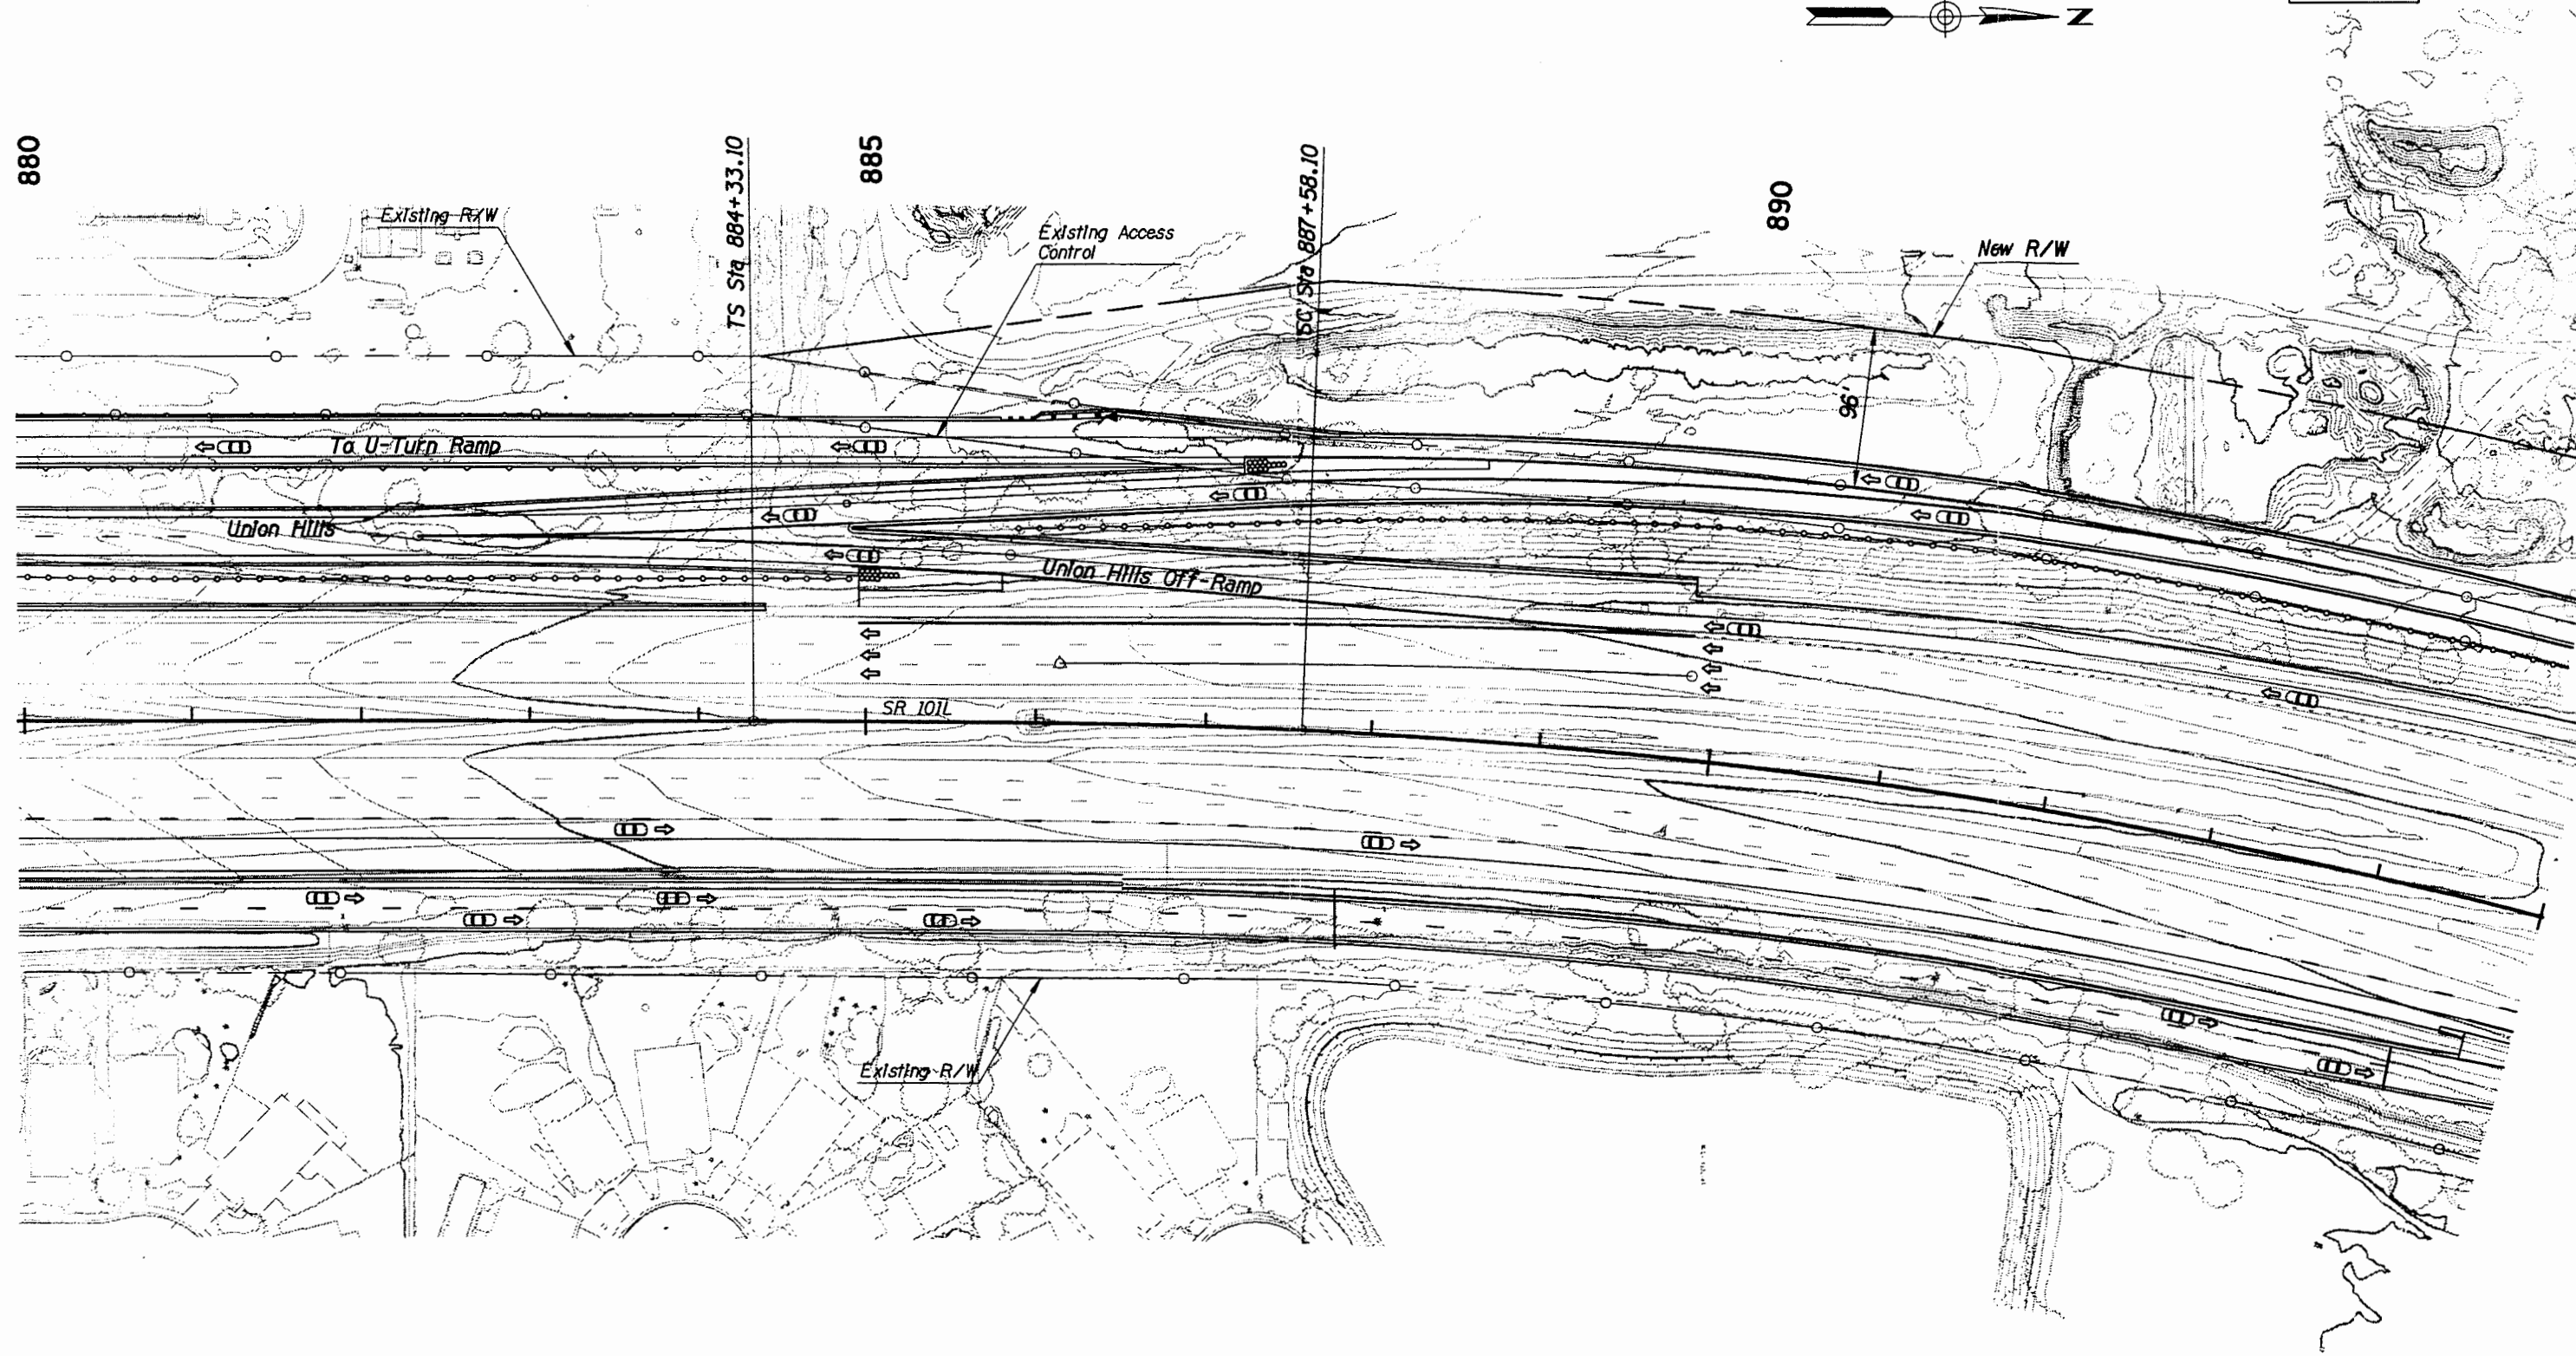 N
880
TS Sta 884+33.10
885
SC Sta 887+58.10
890
Existing R/W
Existing Access
Control
New R/W
96'
To U-Turn Ramp
Union Hills
Union Hills Off-Ramp
SR 101L
Existing R/W